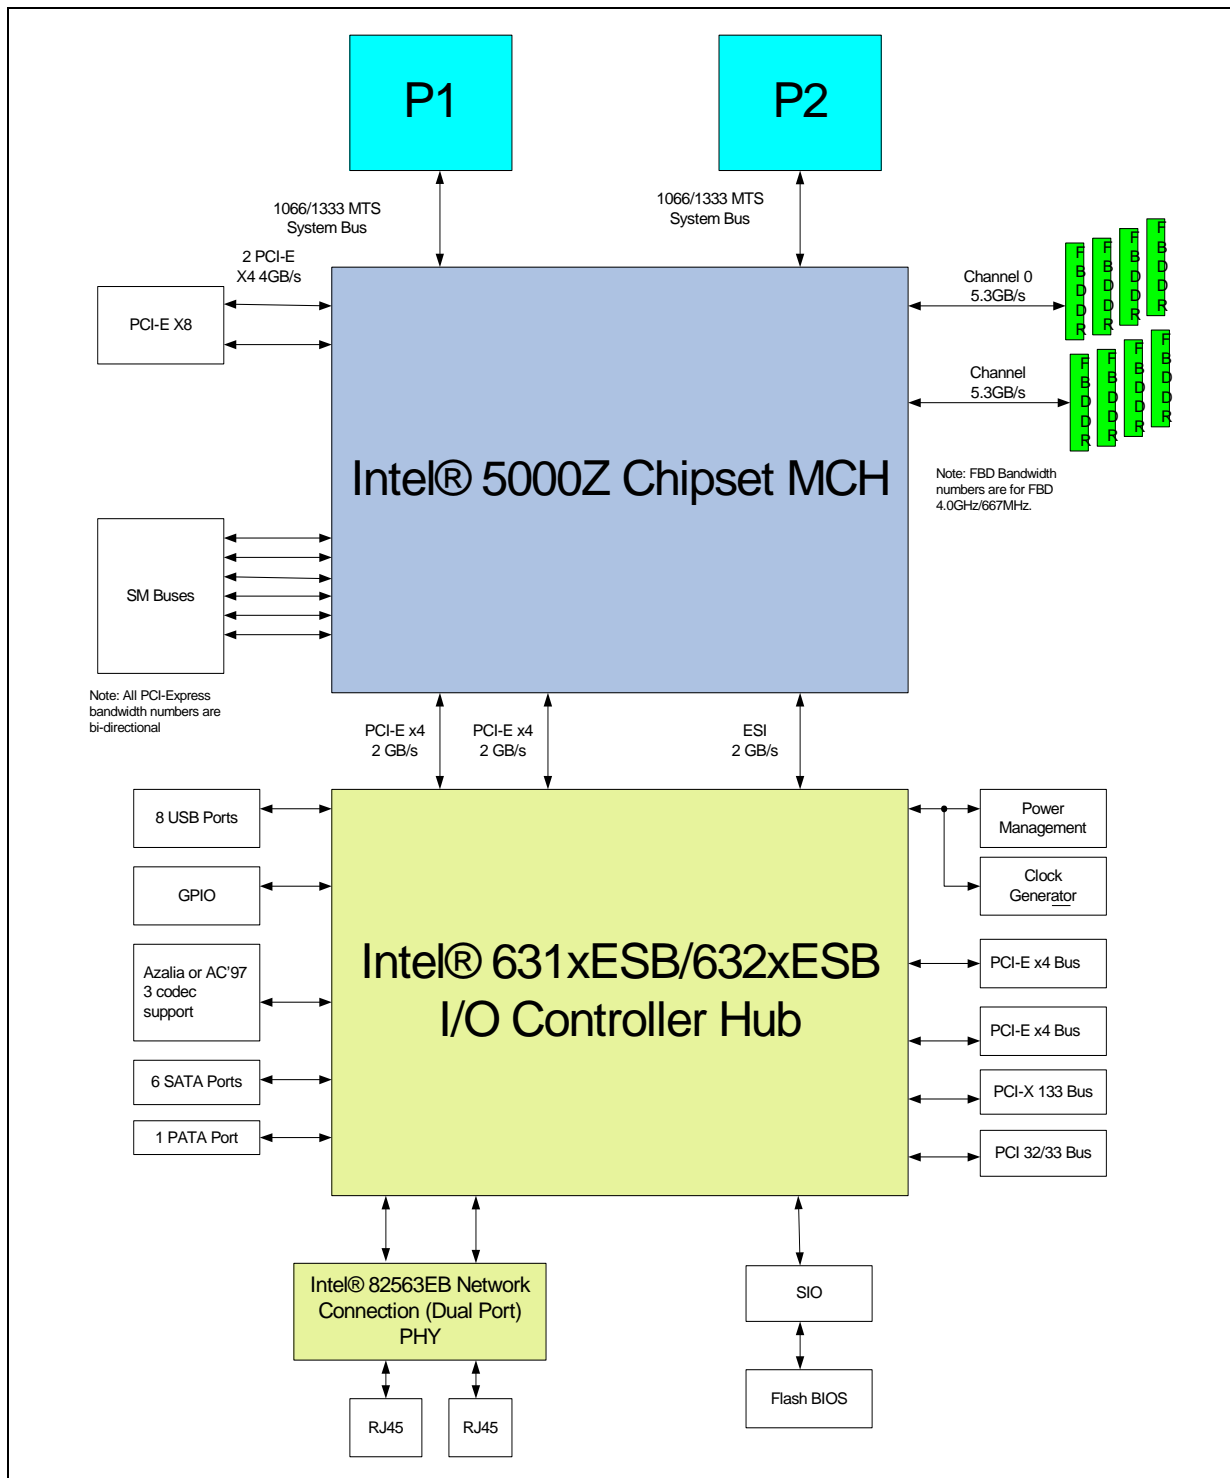 P1
P2
1066/1333 MTS
System Bus
1066/1333 MTS
System Bus
2 PCI-E
X4 4GB/s
PCI-E X8
Channel 0
5.3GB/s
FBDDR
FBDDR
FBDDR
FBDDR
Channel
5.3GB/s
FBDDR
FBDDR
FBDDR
FBDDR
Intel® 5000Z Chipset MCH
Note: FBD Bandwidth
numbers are for FBD
4.0GHz/667MHz.
SM Buses
Note: All PCI-Express
bandwidth numbers are
bi-directional
PCI-E x4
2 GB/s
PCI-E x4
2 GB/s
ESI
2 GB/s
8 USB Ports
Power
Management
GPIO
Clock
Generator
Azalia or AC'97
3 codec
support
Intel® 631xESB/632xESB
I/O Controller Hub
PCI-E x4 Bus
PCI-E x4 Bus
6 SATA Ports
PCI-X 133 Bus
1 PATA Port
PCI 32/33 Bus
Intel® 82563EB Network
Connection (Dual Port)
PHY
SIO
RJ45
RJ45
Flash BIOS